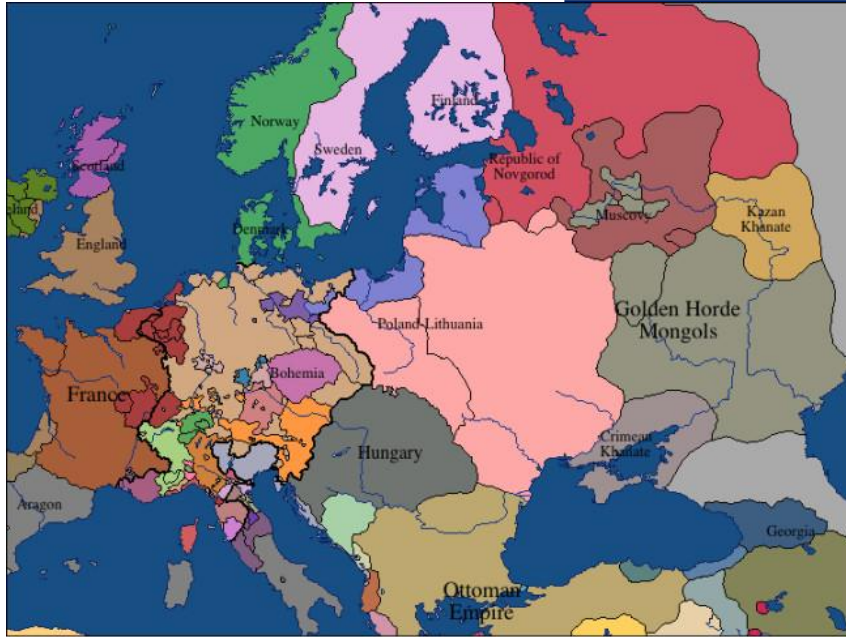 Finland
Norway
Sweden
Scotland
Republic of
Novgorod
Muscovy
Kazan
Khanate
eland
Denmark
England
Golden Horde
Mongols
Poland-Lithuania
Bohemia
France
Crimean
Khanate
Hungary
Aragon
Georgia
Ottoman
Empire